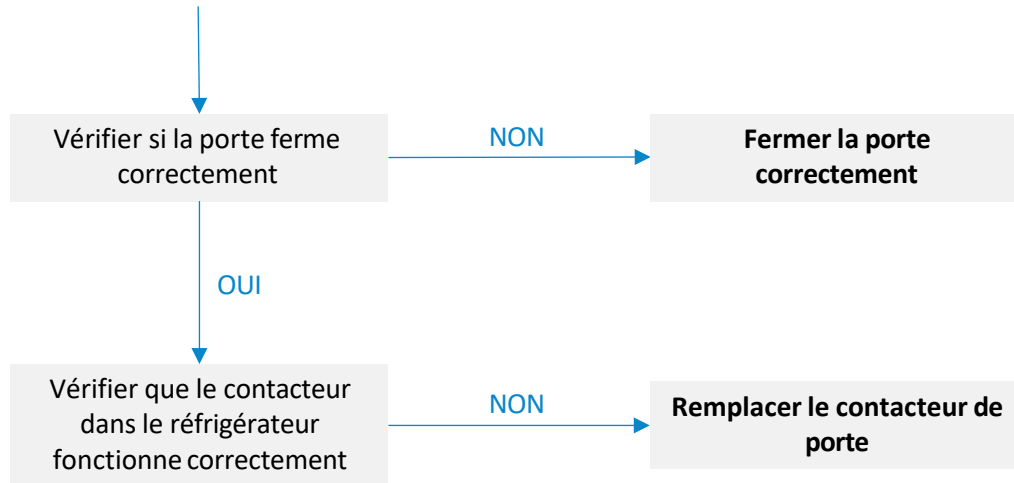 Vérifier si la porte ferme
correctement
NON
Fermer la porte
correctement
OUI
Vérifier que le contacteur
dans le réfrigérateur
fonctionne correctement
NON
Remplacer le contacteur de
porte